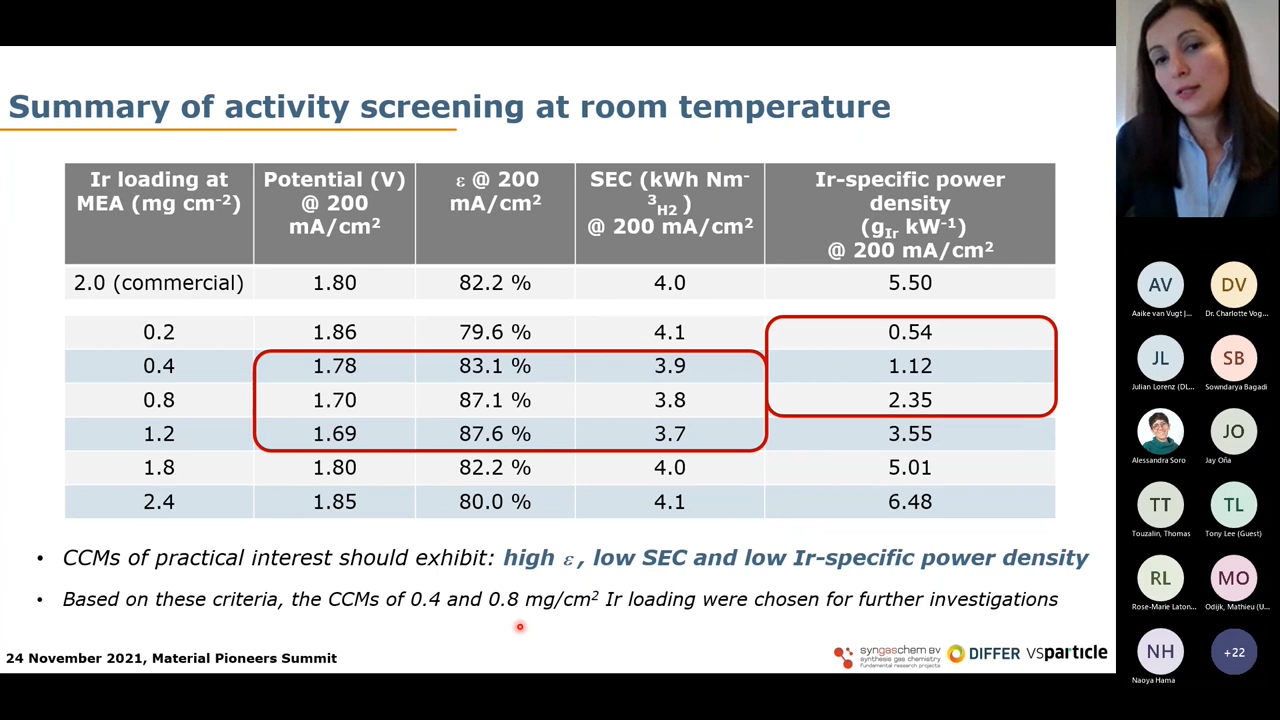 Summary of activity screening at room temperature
Ir loading at
MEA (mg cm-2)
Potential (V)
@ 200
mA/cm2
ε @ 200
mA/cm2
SEC (kWh Nm-
3H2 )
@ 200 mA/cm2
Ir-specific power
density
(gIr kW-1)
@ 200 mA/cm2
2.0 (commercial) 1.80 82.2 % 4.0 5.50
0.2 1.86 79.6 % 4.1 0.54
0.4 1.78 83.1 % 3.9 1.12
0.8 1.70 87.1 % 3.8 2.35
1.2 1.69 87.6 % 3.7 3.55
1.8 1.80 82.2 % 4.0 5.01
2.4 1.85 80.0 % 4.1 6.48
• CCMs of practical interest should exhibit: high ε , low SEC and low Ir-specific power density
• Based on these criteria, the CCMs of 0.4 and 0.8 mg/cm2 Ir loading were chosen for further investigations
24 November 2021, Material Pioneers Summit
syngaschem BV
synthesis gas chemistry
fundamental research projects
DIFFER
VSPARTICLE
AV DV
Aaike van Vugt |... Dr. Charlotte Vog...
JL SB
Julian Lorenz (DL... Sowndarya Bagadi
JO
Alessandra Soro Jay Oña
TT TL
Touzalin, Thomas Tony Lee (Guest)
RL MO
Rose-Marie Laton... Odijk, Mathieu (U...
NH +22
Naoya Hama